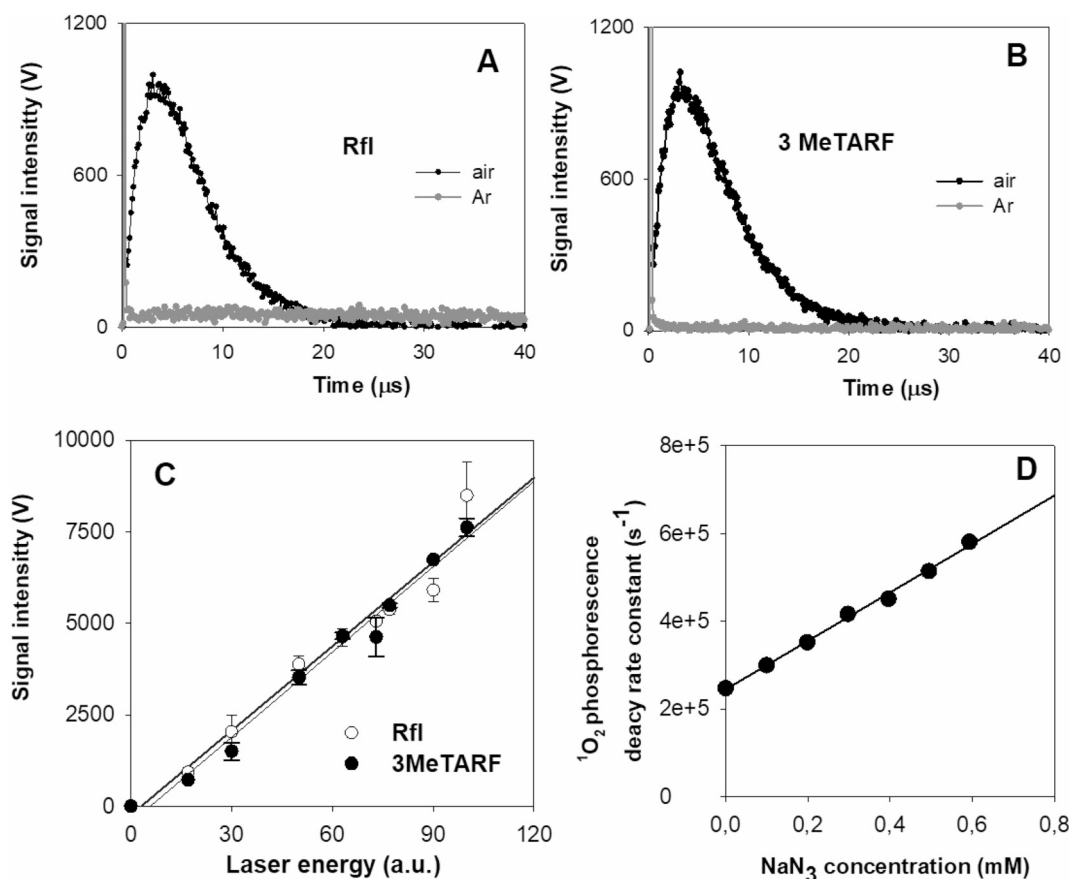 A
Signal intensitty (V)
1200
600
0
Rfl
air
Ar
0 10 20 30 40
Time (μs)
B
Signal intensitty (V)
1200
600
0
3 MeTARF
air
Ar
0 10 20 30 40
Time (μs)
C
Signal intensitty (V)
10000
7500
5000
2500
0
Rfl
3MeTARF
0 30 60 90 120
Laser energy (a.u.)
D
¹O₂ phosphorescence
deacy rate constant (s⁻¹)
8e+5
6e+5
4e+5
2e+5
0
0,0 0,2 0,4 0,6 0,8
NaN₃ concentration (mM)